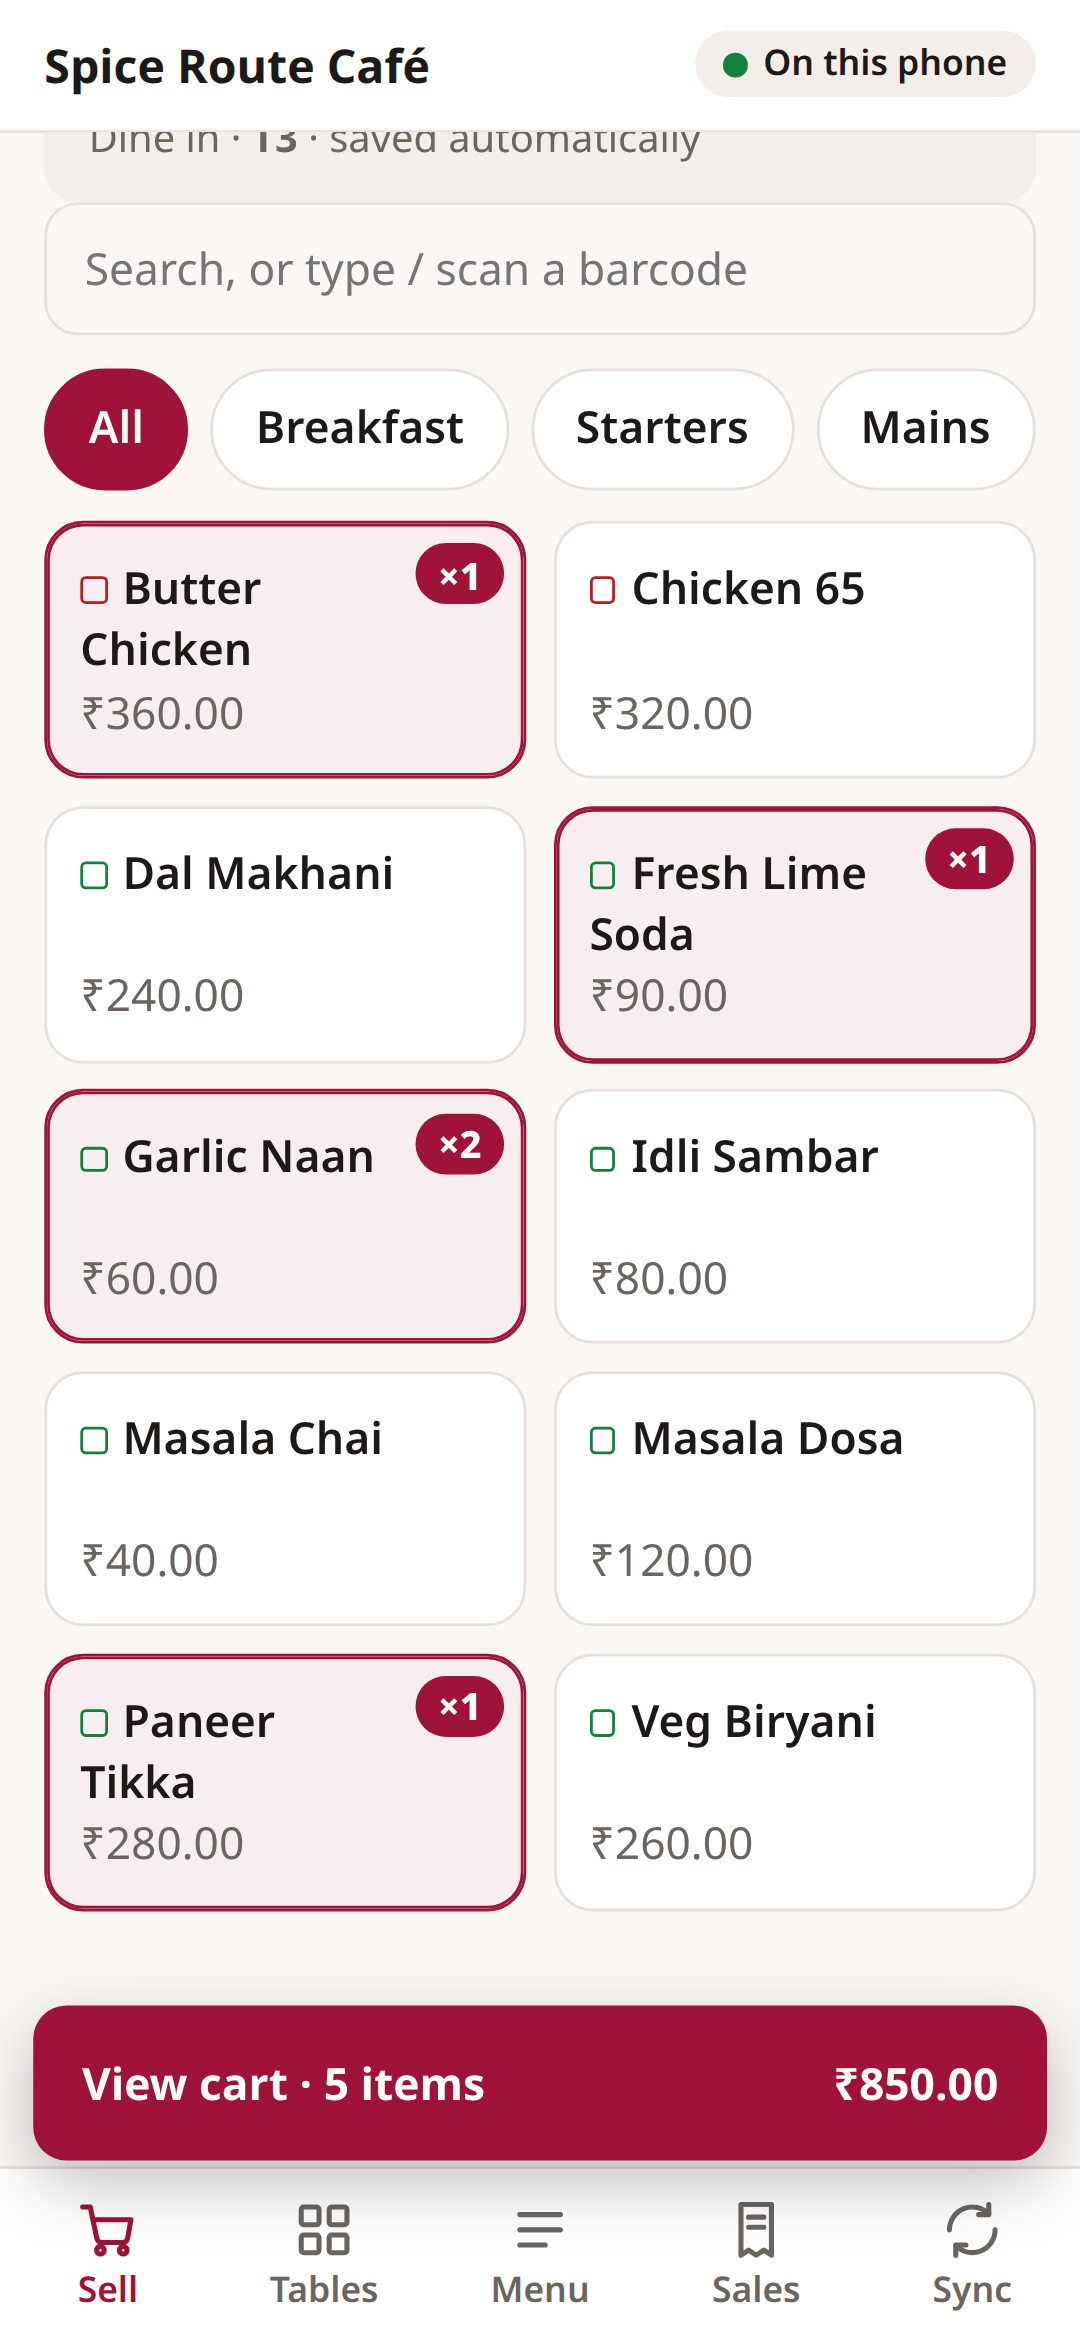 Spice Route Café
On this phone
Dine in · T3 · saved automatically
Search, or type / scan a barcode
All
Breakfast
Starters
Mains
Butter
Chicken
×1
₹360.00
Chicken 65
₹320.00
Dal Makhani
₹240.00
Fresh Lime
Soda
×1
₹90.00
Garlic Naan
×2
₹60.00
Idli Sambar
₹80.00
Masala Chai
₹40.00
Masala Dosa
₹120.00
Paneer
Tikka
×1
₹280.00
Veg Biryani
₹260.00
View cart · 5 items
₹850.00
Sell
Tables
Menu
Sales
Sync